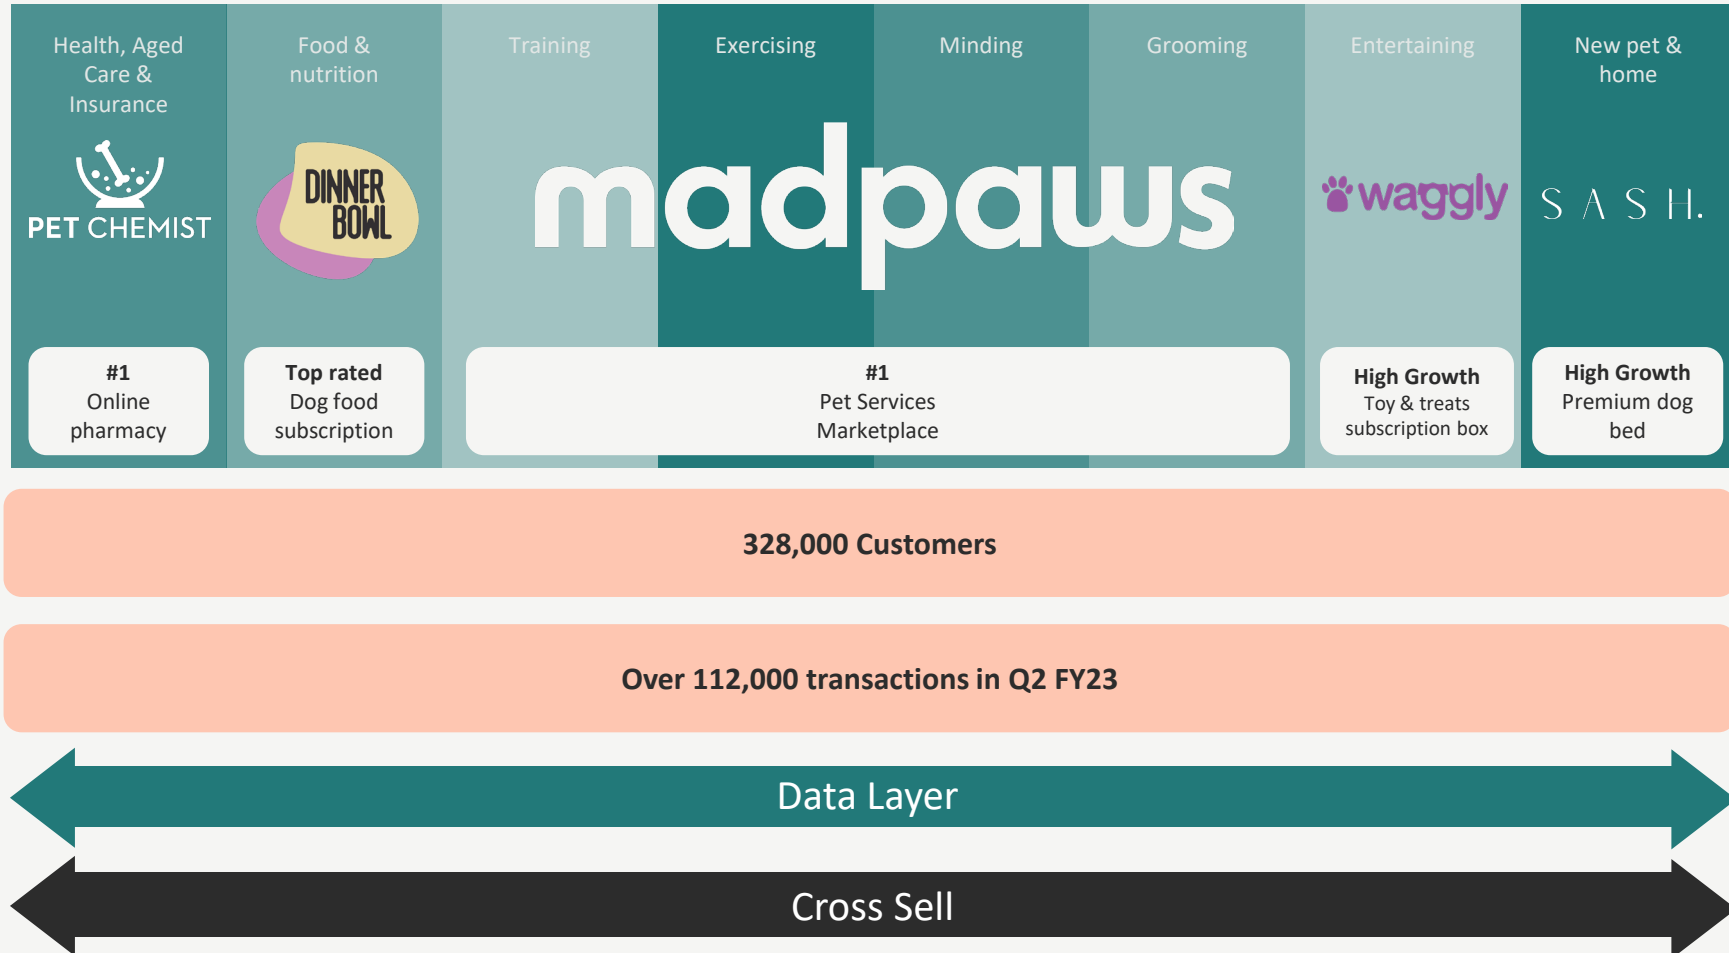 Health, Aged
Care &
Insurance
Food &
nutrition
Training
Exercising
Minding
Grooming
Entertaining
New pet &
home
PET CHEMIST
DINNER
BOWL
madpaws
waggly
SASH.
#1
Online
pharmacy
Top rated
Dog food
subscription
#1
Pet Services
Marketplace
High Growth
Toy & treats
subscription box
High Growth
Premium dog
bed
328,000 Customers
Over 112,000 transactions in Q2 FY23
Data Layer
Cross Sell